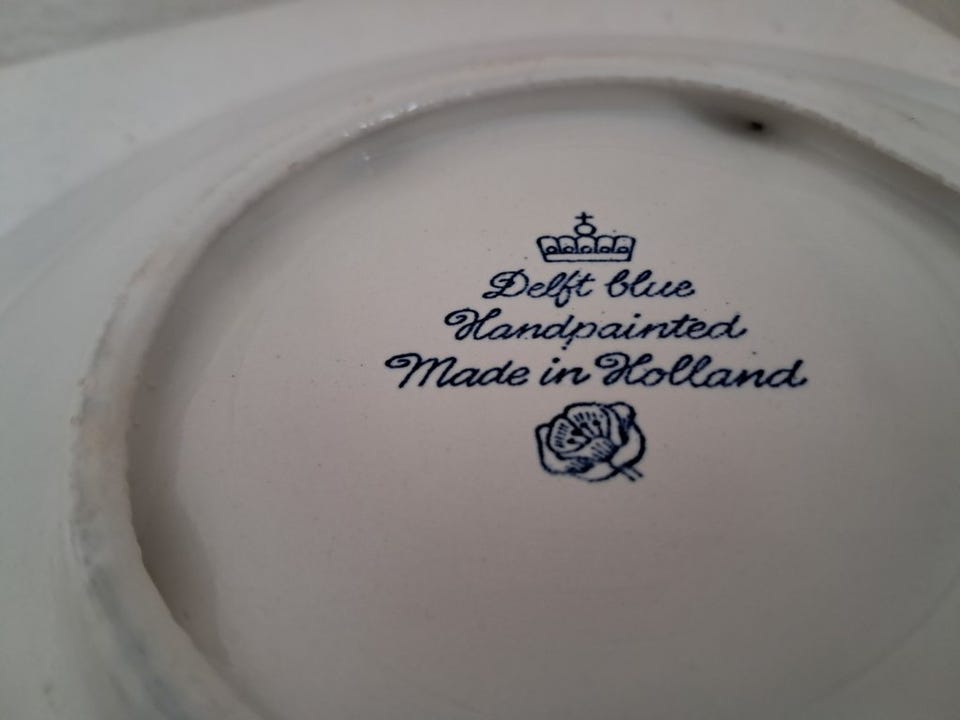 Delft blue
Handpainted
Made in Holland